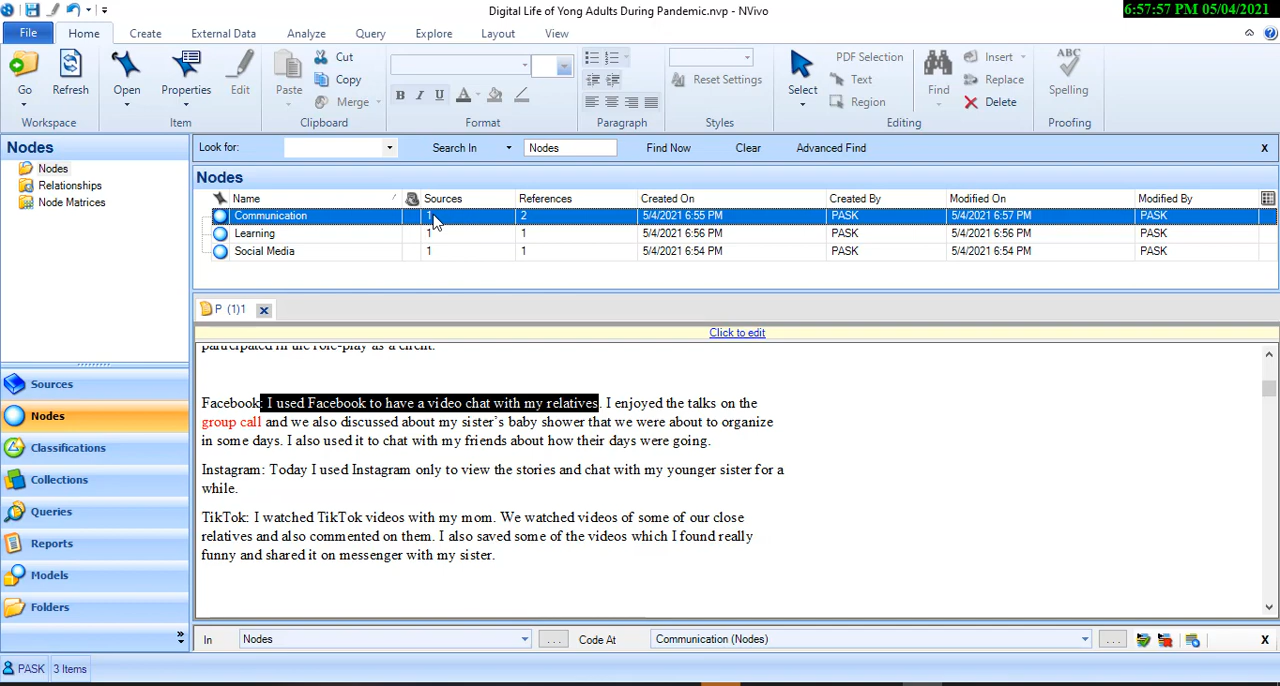 Digital Life of Yong Adults During Pandemic.nvp - NVivo
6:57:57 PM 05/04/2021
File Home Create External Data Analyze Query Explore Layout View
Go Refresh Open Properties Edit Paste Cut Copy Merge
B I U A
Reset Settings
Select PDF Selection Text Region
Find Insert Replace Delete
ABC Spelling
Workspace Item Clipboard Format Paragraph Styles Editing Proofing
Nodes
Nodes
Relationships
Node Matrices
Look for: Search In Nodes Find Now Clear Advanced Find X
Nodes
Name Sources References Created On Created By Modified On Modified By
Communication 1 2 5/4/2021 6:55 PM PASK 5/4/2021 6:57 PM PASK
Learning 1 1 5/4/2021 6:56 PM PASK 5/4/2021 6:56 PM PASK
Social Media 1 1 5/4/2021 6:54 PM PASK 5/4/2021 6:54 PM PASK
P (1)1 x
Click to edit
participated in the role-play as a client.
Facebook: I used Facebook to have a video chat with my relatives. I enjoyed the talks on the
group call and we also discussed about my sister's baby shower that we were about to organize
in some days. I also used it to chat with my friends about how their days were going.
Instagram: Today I used Instagram only to view the stories and chat with my younger sister for a
while.
TikTok: I watched TikTok videos with my mom. We watched videos of some of our close
relatives and also commented on them. I also saved some of the videos which I found really
funny and shared it on messenger with my sister.
Sources
Nodes
Classifications
Collections
Queries
Reports
Models
Folders
In Nodes ... Code At Communication (Nodes) ... X
PASK 3 Items